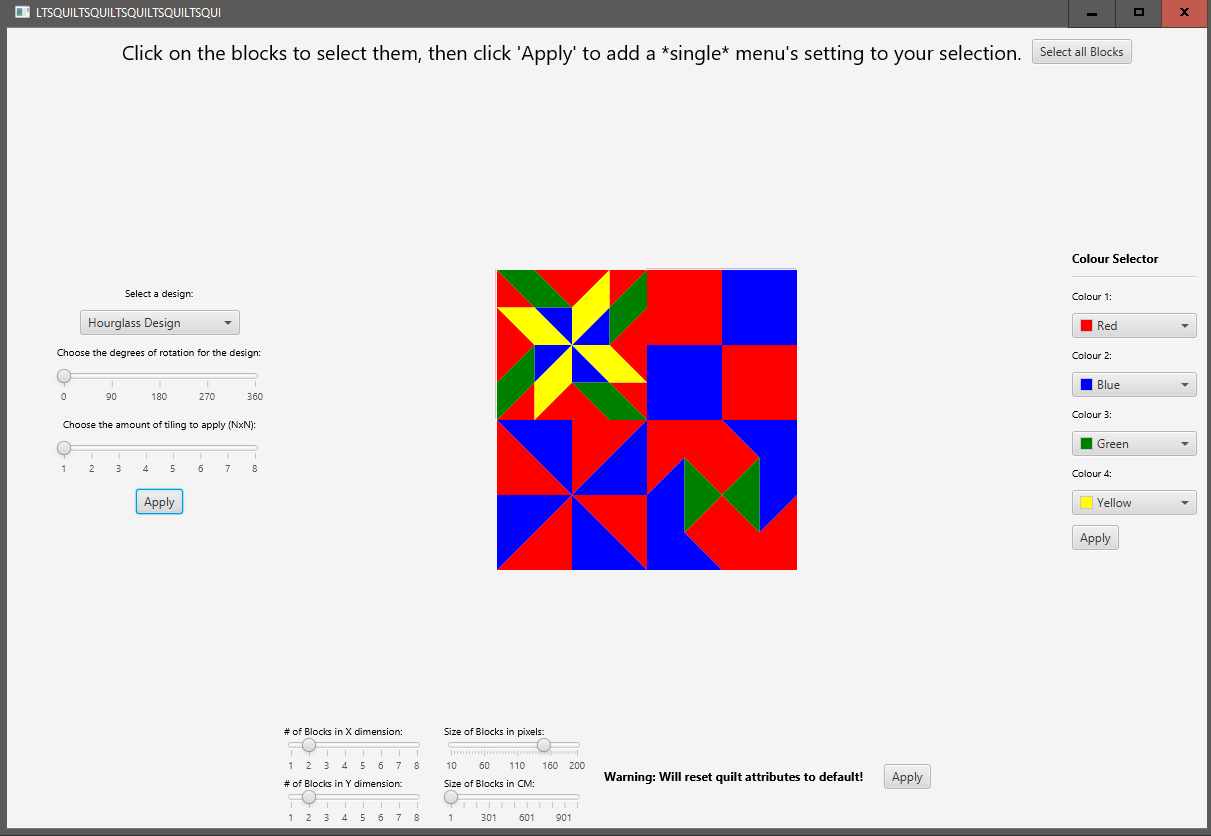 LTSQUILTSQUILTSQUILTSQUILTSQUI
Click on the blocks to select them, then click 'Apply' to add a *single* menu's setting to your selection.
Select all Blocks
Select a design:
Hourglass Design
Choose the degrees of rotation for the design:
0 90 180 270 360
Choose the amount of tiling to apply (NxN):
1 2 3 4 5 6 7 8
Apply
Colour Selector
Colour 1:
Red
Colour 2:
Blue
Colour 3:
Green
Colour 4:
Yellow
Apply
# of Blocks in X dimension:
1 2 3 4 5 6 7 8
# of Blocks in Y dimension:
1 2 3 4 5 6 7 8
Size of Blocks in pixels:
10 60 110 160 200
Size of Blocks in CM:
1 301 601 901
Warning: Will reset quilt attributes to default!
Apply